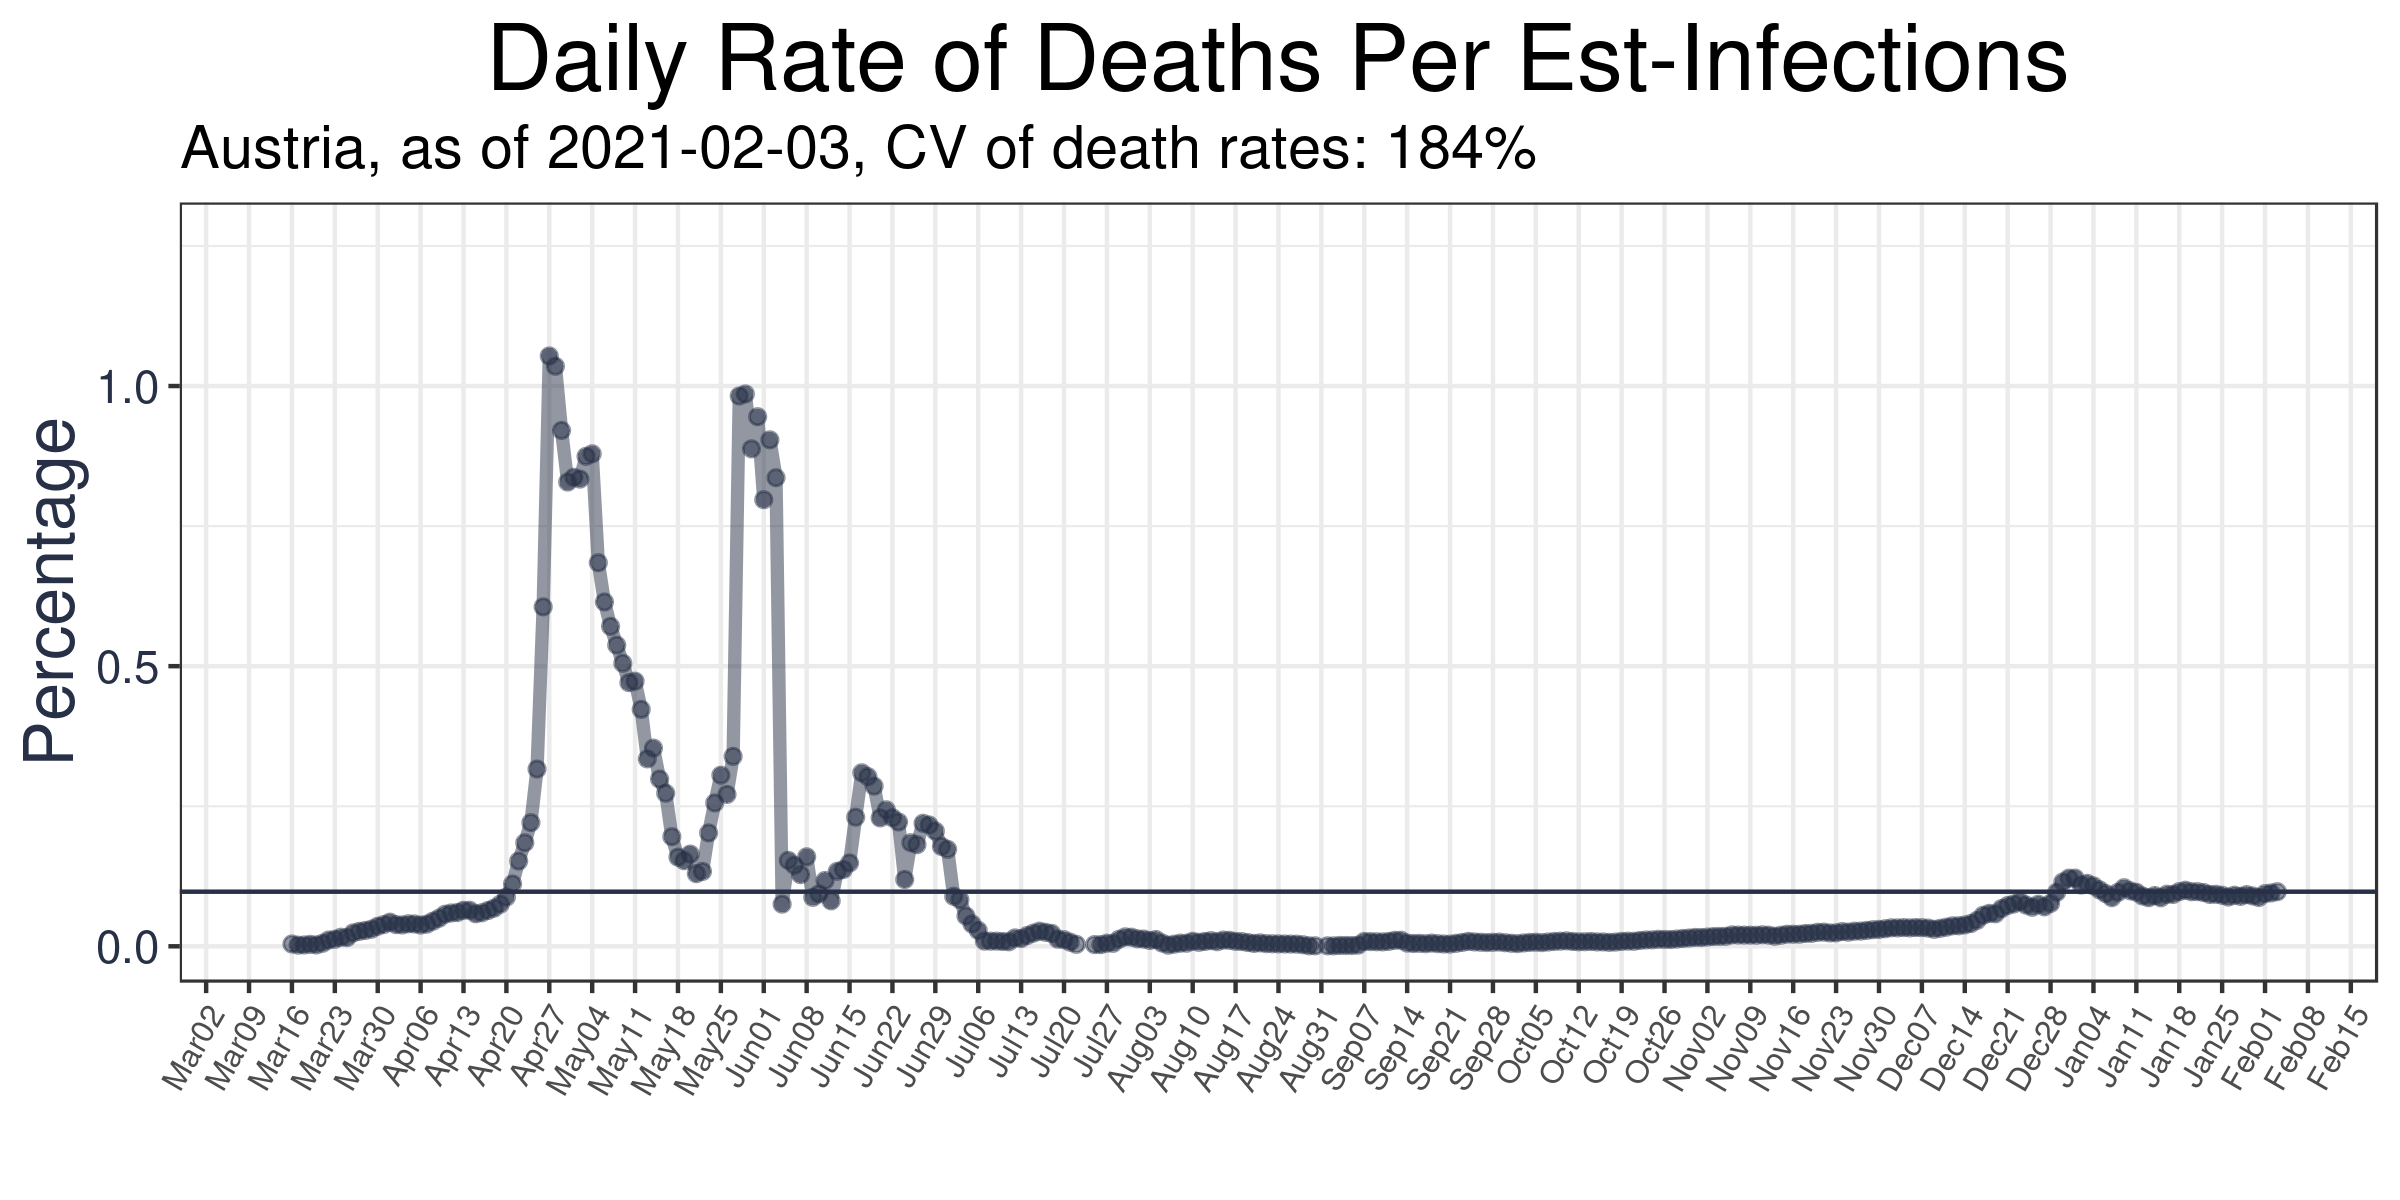 Daily Rate of Deaths Per Est-Infections
Austria, as of 2021-02-03, CV of death rates: 184%
Percentage
1.0
0.5
0.0
Mar02
Mar09
Mar16
Mar23
Mar30
Apr06
Apr13
Apr20
Apr27
May04
May11
May18
May25
Jun01
Jun08
Jun15
Jun22
Jun29
Jul06
Jul13
Jul20
Jul27
Aug03
Aug10
Aug17
Aug24
Aug31
Sep07
Sep14
Sep21
Sep28
Oct05
Oct12
Oct19
Oct26
Nov02
Nov09
Nov16
Nov23
Nov30
Dec07
Dec14
Dec21
Dec28
Jan04
Jan11
Jan18
Jan25
Feb01
Feb08
Feb15